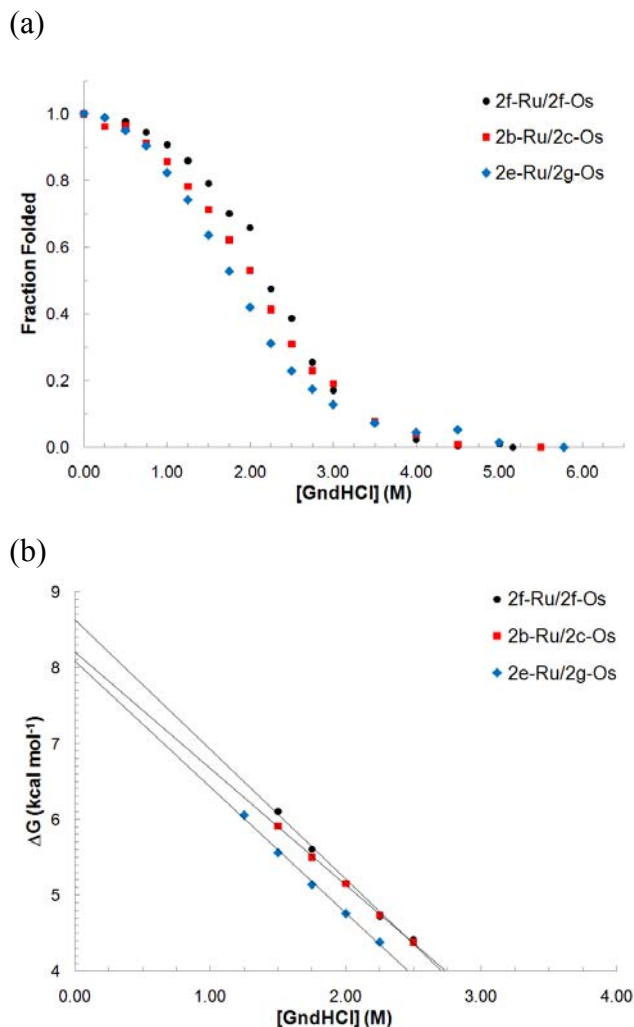 (a)
2f-Ru/2f-Os
2b-Ru/2c-Os
2e-Ru/2g-Os
Fraction Folded
1.0
0.8
0.6
0.4
0.2
0.0
0.00 1.00 2.00 3.00 4.00 5.00 6.00
[GndHCl] (M)
(b)
2f-Ru/2f-Os
2b-Ru/2c-Os
2e-Ru/2g-Os
ΔG (kcal mol⁻¹)
9
8
7
6
5
4
0.00 1.00 2.00 3.00 4.00
[GndHCl] (M)